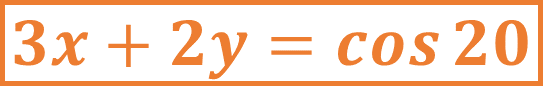 3x + 2y = cos 20